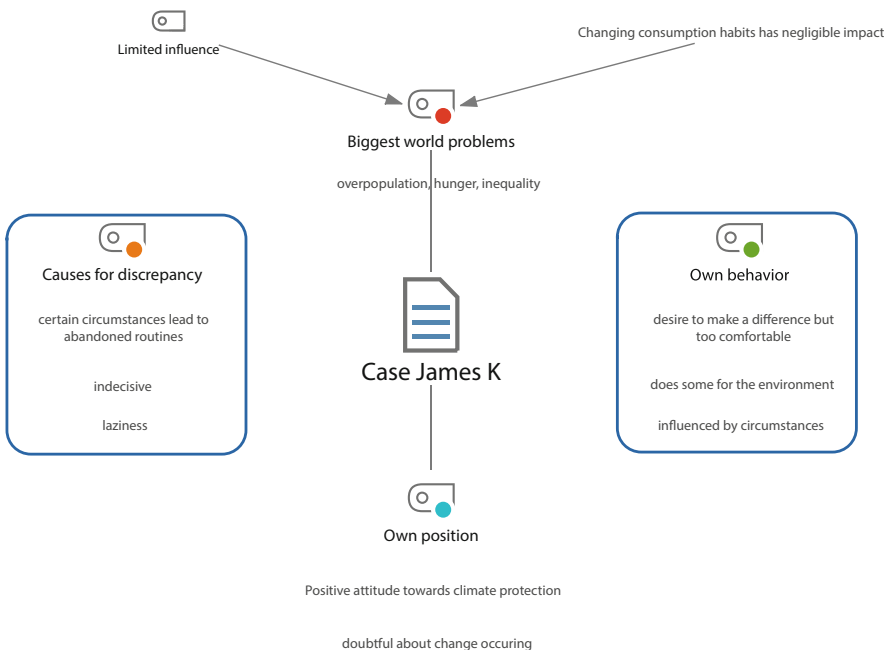 Limited influence
Changing consumption habits has negligible impact
Biggest world problems
overpopulation, hunger, inequality
Causes for discrepancy
certain circumstances lead to
abandoned routines
indecisive
laziness
Case James K
Own behavior
desire to make a difference but
too comfortable
does some for the environment
influenced by circumstances
Own position
Positive attitude towards climate protection
doubtful about change occuring